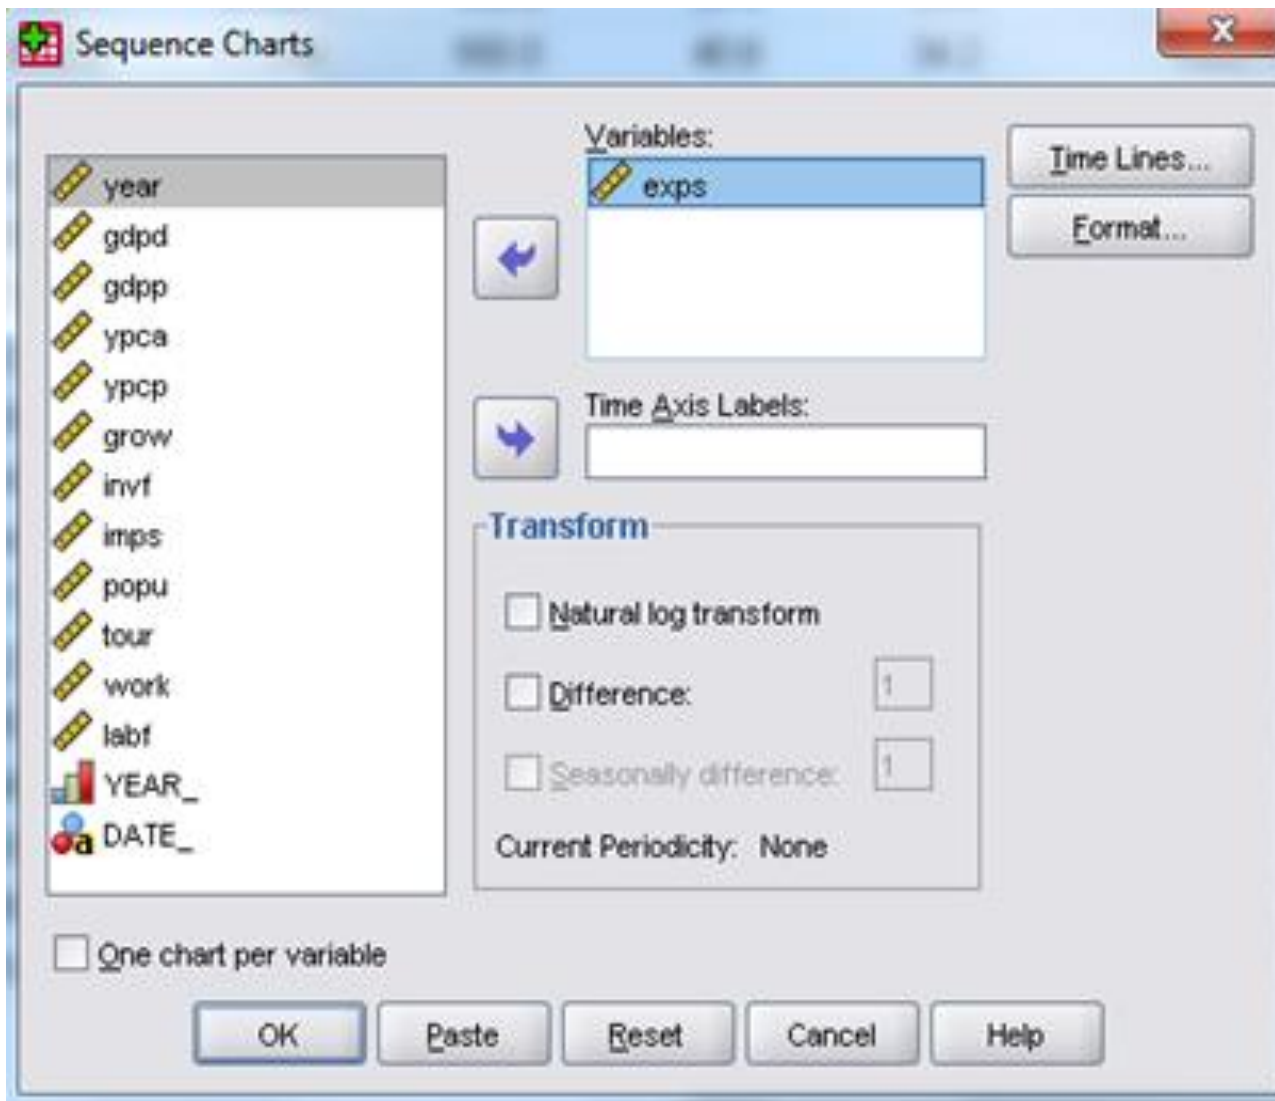 Sequence Charts
X
Variables:
year
gdpd
gdpp
ypca
ypcp
grow
invf
imps
popu
tour
work
labf
YEAR_
a DATE_
exps
Time Lines...
Format...
Time Axis Labels:
Transform
Natural log transform
Difference: 1
Seasonally difference: 1
Current Periodicity: None
One chart per variable
OK
Paste
Reset
Cancel
Help